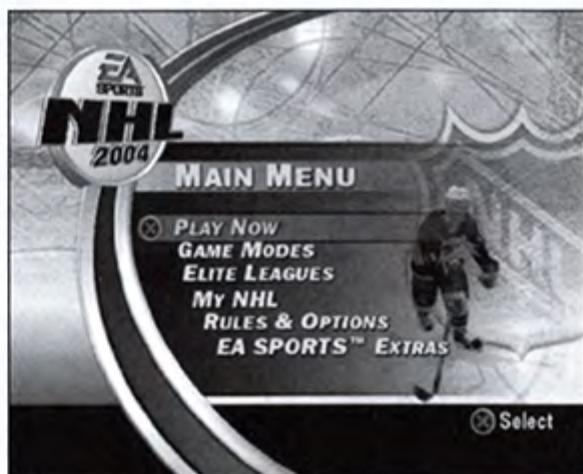 EA
SPORTS
NHL
2004
MAIN MENU
PLAY NOW
GAME MODES
ELITE LEAGUES
MY NHL
RULES & OPTIONS
EA SPORTS™ EXTRAS
Select